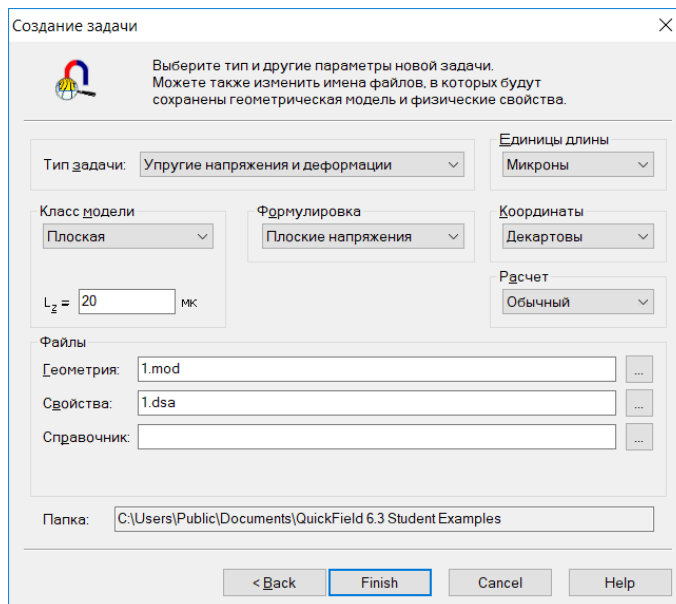 Создание задачи
Выберите тип и другие параметры новой задачи.
Можете также изменить имена файлов, в которых будут
сохранены геометрическая модель и физические свойства.
Единицы длины
Тип задачи: Упругие напряжения и деформации
Микроны
Класс модели
Формулировка
Координаты
Плоская
Плоские напряжения
Декартовы
Расчет
Lz = 20 мк
Обычный
Файлы
Геометрия: 1.mod ...
Свойства: 1.dsa ...
Справочник: ...
Папка: C:\Users\Public\Documents\QuickField 6.3 Student Examples
< Back Finish Cancel Help